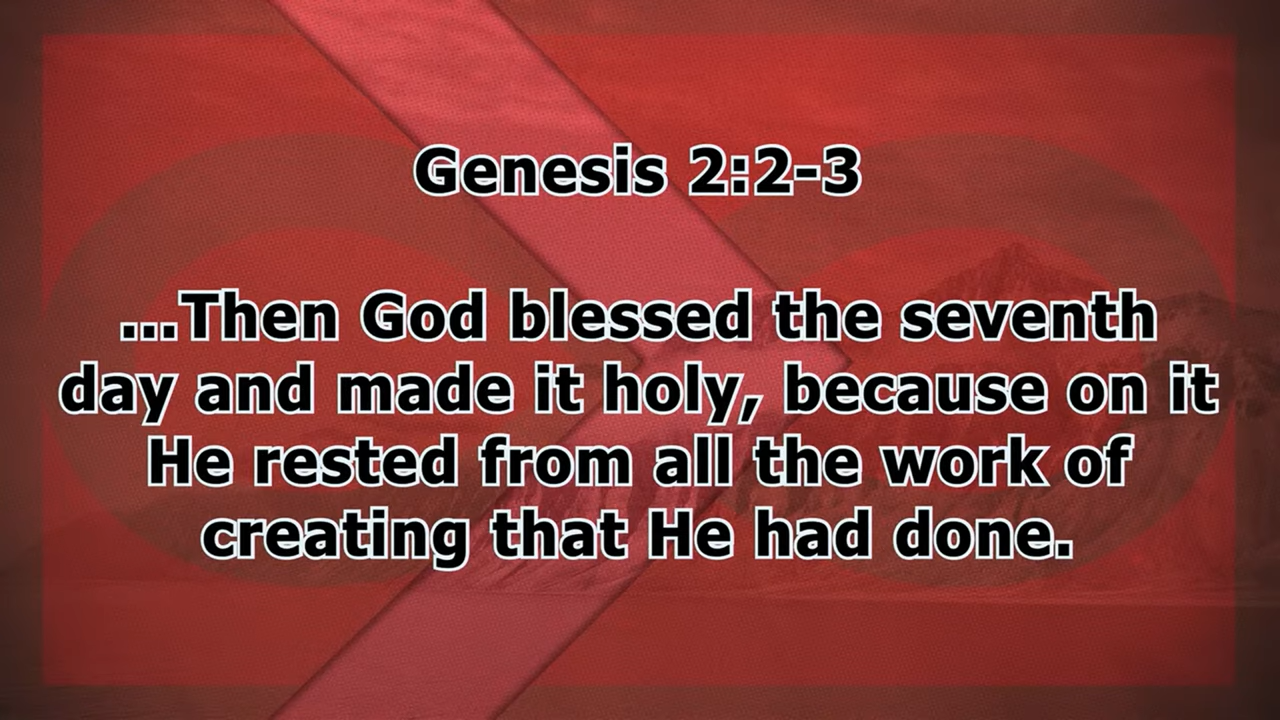 Genesis 2:2-3
...Then God blessed the seventh
day and made it holy, because on it
He rested from all the work of
creating that He had done.